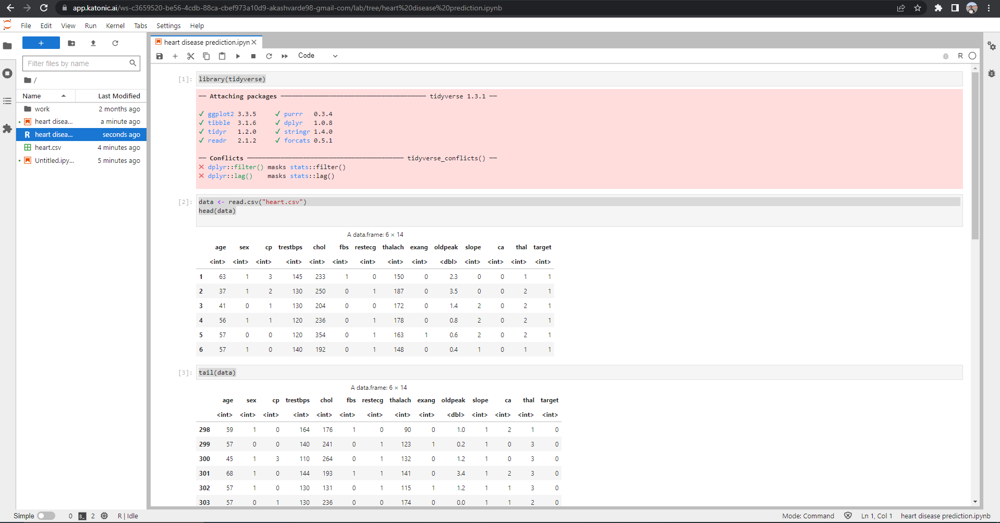 app.katonic.ai/ws-c3659520-be56-4cdb-88ca-cbef973a10d9-akashvarde98-gmail-com/lab/tree/heart%20disease%20prediction.ipynb
File Edit View Run Kernel Tabs Settings Help
+
Filter files by name
/
Name Last Modified
work 2 months ago
heart disea... a minute ago
R heart disea... seconds ago
heart.csv 4 minutes ago
Untitled.ipy... 5 minutes ago
heart disease prediction.ipyn
Code
R
[1]: library(tidyverse)
── Attaching packages ─────────────────────────────────────── tidyverse 1.3.1 ──
✓ ggplot2 3.3.5 ✓ purrr 0.3.4
✓ tibble 3.1.6 ✓ dplyr 1.0.8
✓ tidyr 1.2.0 ✓ stringr 1.4.0
✓ readr 2.1.2 ✓ forcats 0.5.1
── Conflicts ────────────────────────────────────────── tidyverse_conflicts() ──
✕ dplyr::filter() masks stats::filter()
✕ dplyr::lag() masks stats::lag()
[2]: data <- read.csv("heart.csv")
head(data)
A data.frame: 6 × 14
age sex cp trestbps chol fbs restecg thalach exang oldpeak slope ca thal target
<int> <int> <int> <int> <int> <int> <int> <int> <int> <dbl> <int> <int> <int> <int>
1 63 1 3 145 233 1 0 150 0 2.3 0 0 1 1
2 37 1 2 130 250 0 1 187 0 3.5 0 0 2 1
3 41 0 1 130 204 0 0 172 0 1.4 2 0 2 1
4 56 1 1 120 236 0 1 178 0 0.8 2 0 2 1
5 57 0 0 120 354 0 1 163 1 0.6 2 0 2 1
6 57 1 0 140 192 0 1 148 0 0.4 1 0 1 1
[3]: tail(data)
A data.frame: 6 × 14
age sex cp trestbps chol fbs restecg thalach exang oldpeak slope ca thal target
<int> <int> <int> <int> <int> <int> <int> <int> <int> <dbl> <int> <int> <int> <int>
298 59 1 0 164 176 1 0 90 0 1.0 1 2 1 0
299 57 0 0 140 241 0 1 123 1 0.2 1 0 3 0
300 45 1 3 110 264 0 1 132 0 1.2 1 0 3 0
301 68 1 0 144 193 1 1 141 0 3.4 1 2 3 0
302 57 1 0 130 131 0 1 115 1 1.2 1 1 3 0
303 57 0 1 130 236 0 0 174 0 0.0 1 1 2 0
Simple 0 2 R | Idle Mode: Command Ln 1, Col 1 heart disease prediction.ipynb